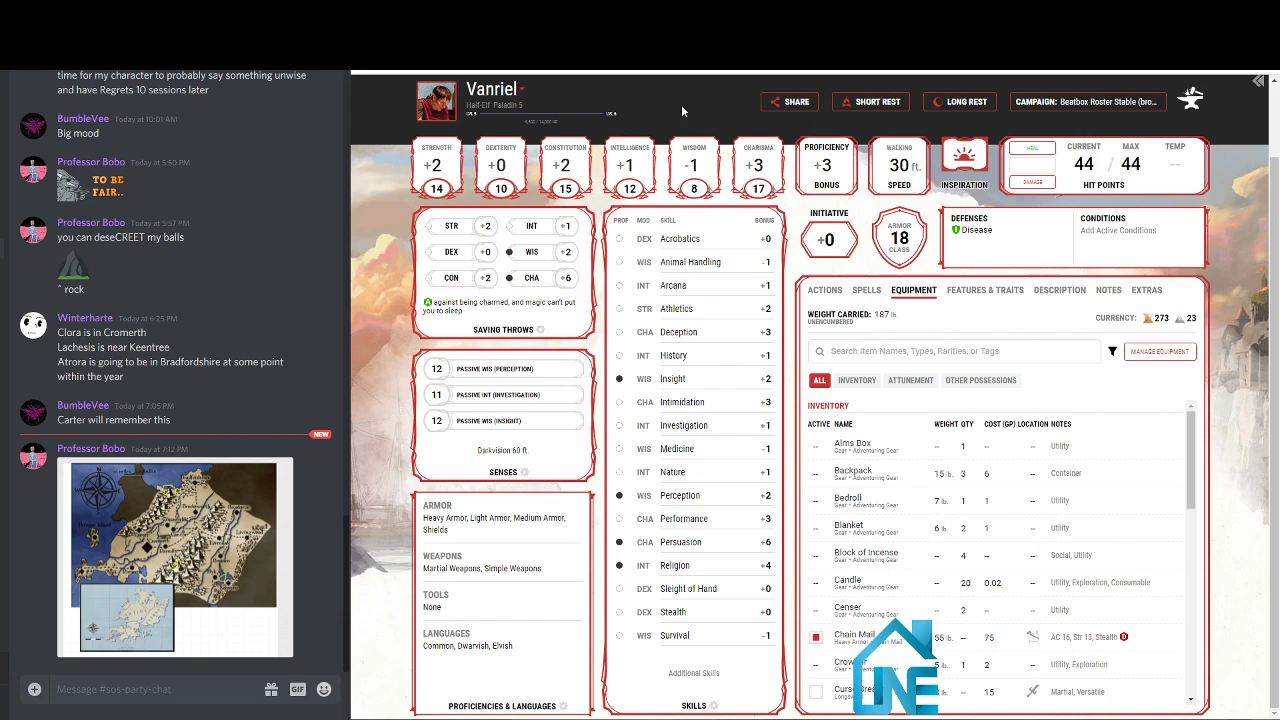 time for my character to probably say something unwise
and have Regrets 10 sessions later
BumbleVee Today at 10:01 AM
Big mood
Professor Bobo Today at 5:50 PM
TO BE
FAIR..
Professor Bobo Today at 5:57 PM
you can deseCREET my balls
* rock
Winterharte Today at 6:25 PM
Clora is in Cromerth
Lachesis is near Keentree
Atrora is going to be in Bradfordshire at some point
within the year
BumbleVee Today at 7:05 PM
Carter will remember this
NEW
Professor Bobo Today at 7:12 PM
Message #sos-party-chat
GIF
Vanriel
Half-Elf Paladin 5
LVL 5
LVL 6
SHARE
SHORT REST
LONG REST
CAMPAIGN: Beatbox Roster Stable (bro...
STRENGTH
+2
14
DEXTERITY
+0
10
CONSTITUTION
+2
15
INTELLIGENCE
+1
12
WISDOM
-1
8
CHARISMA
+3
17
PROFICIENCY
+3
BONUS
WALKING
30 ft.
SPEED
INSPIRATION
HEAL
DAMAGE
CURRENT
44
/
MAX
44
TEMP
--
HIT POINTS
STR +2
INT +1
DEX +0
WIS +2
CON +2
CHA +6
against being charmed, and magic can't put
you to sleep
SAVING THROWS
12 PASSIVE WIS (PERCEPTION)
11 PASSIVE INT (INVESTIGATION)
12 PASSIVE WIS (INSIGHT)
Darkvision 60 ft.
SENSES
ARMOR
Heavy Armor, Light Armor, Medium Armor,
Shields
WEAPONS
Martial Weapons, Simple Weapons
TOOLS
None
LANGUAGES
Common, Dwarvish, Elvish
PROFICIENCIES & LANGUAGES
PROF MOD SKILL BONUS
DEX Acrobatics +0
WIS Animal Handling -1
INT Arcana +1
STR Athletics +2
CHA Deception +3
INT History +1
WIS Insight +2
CHA Intimidation +3
INT Investigation +1
WIS Medicine -1
INT Nature +1
WIS Perception +2
CHA Performance +3
CHA Persuasion +6
INT Religion +4
DEX Sleight of Hand +0
DEX Stealth +0
WIS Survival -1
Additional Skills
SKILLS
INITIATIVE
+0
ARMOR
18
CLASS
DEFENSES
Disease
CONDITIONS
Add Active Conditions
ACTIONS SPELLS EQUIPMENT FEATURES & TRAITS DESCRIPTION NOTES EXTRAS
WEIGHT CARRIED: 187 lb.
UNENCUMBERED
CURRENCY: 273 23
Search Item Names, Types, Rarities, or Tags
MANAGE EQUIPMENT
ALL INVENTORY ATTUNEMENT OTHER POSSESSIONS
INVENTORY
ACTIVE NAME WEIGHT QTY COST (GP) LOCATION NOTES
-- Alms Box -- 1 -- -- Utility
Gear • Adventuring Gear
-- Backpack 15 lb. 3 6 -- Container
Gear • Adventuring Gear
-- Bedroll 7 lb. 1 1 -- Utility
Gear • Adventuring Gear
-- Blanket 6 lb. 2 1 -- Utility
Gear • Adventuring Gear
-- Block of Incense -- 4 -- -- Social, Utility
Gear • Adventuring Gear
-- Candle -- 20 0.02 -- Utility, Exploration, Consumable
Gear • Adventuring Gear
-- Censer -- 2 -- -- Utility
Gear • Adventuring Gear
Chain Mail 55 lb. -- 75 AC 16, Str 13, Stealth D
1 2 -- Utility, Exploration
-- 15 Martial, Versatile